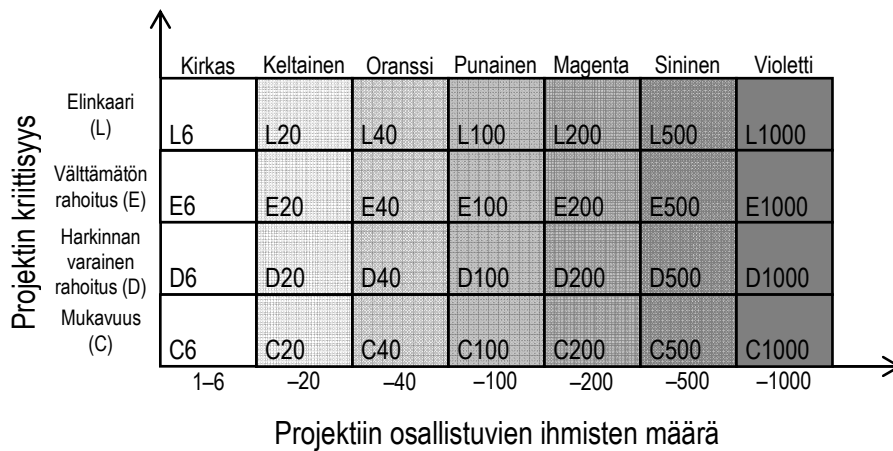 Kirkas Keltainen Oranssi Punainen Magenta Sininen Violetti
Projektin kriittisyys
Elinkaari
(L)
L6 L20 L40 L100 L200 L500 L1000
Välttämätön
rahoitus (E)
E6 E20 E40 E100 E200 E500 E1000
Harkinnan
varainen
rahoitus (D)
D6 D20 D40 D100 D200 D500 D1000
Mukavuus
(C)
C6 C20 C40 C100 C200 C500 C1000
1–6 –20 –40 –100 –200 –500 –1000
Projektiin osallistuvien ihmisten määrä